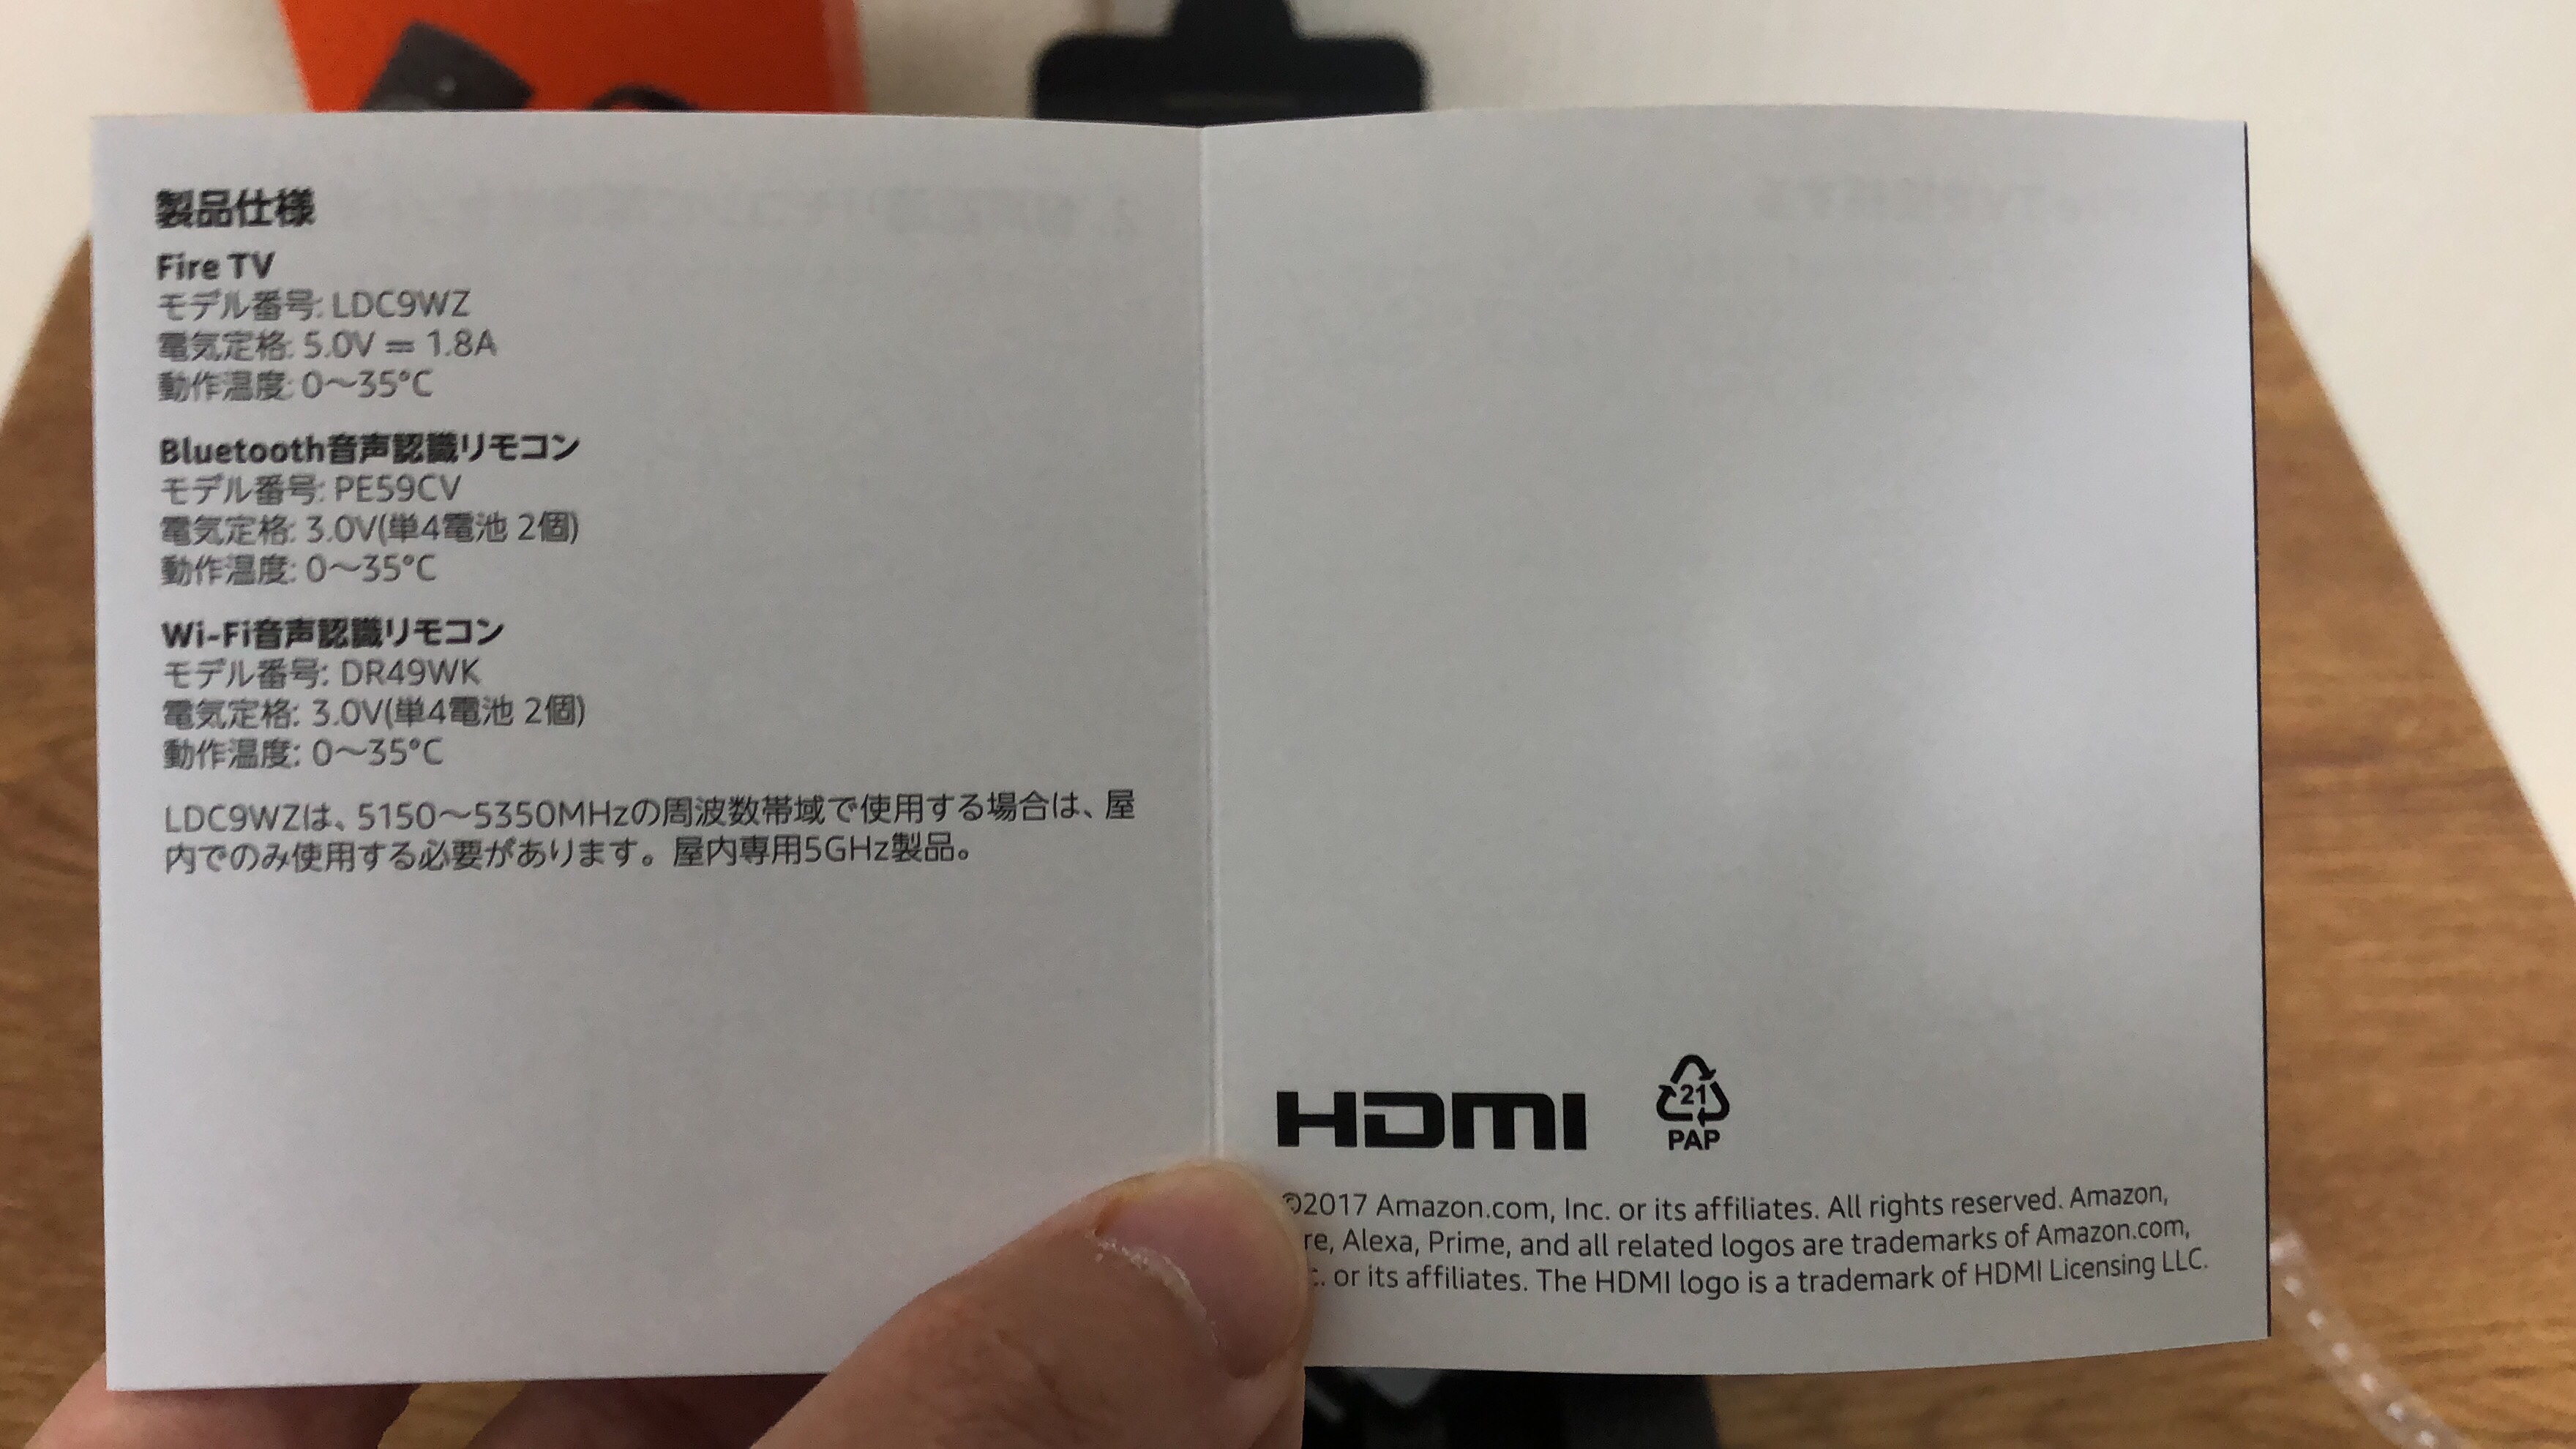 製品仕様
Fire TV
モデル番号: LDC9WZ
電気定格: 5.0V ⎓ 1.8A
動作温度: 0〜35°C
Bluetooth音声認識リモコン
モデル番号: PE59CV
電気定格: 3.0V(単4電池 2個)
動作温度: 0〜35°C
Wi-Fi音声認識リモコン
モデル番号: DR49WK
電気定格: 3.0V(単4電池 2個)
動作温度: 0〜35°C
LDC9WZは、5150〜5350MHzの周波数帯域で使用する場合は、屋
内でのみ使用する必要があります。屋内専用5GHz製品。
HDMI
21
PAP
©2017 Amazon.com, Inc. or its affiliates. All rights reserved. Amazon,
Alexa, Prime, and all related logos are trademarks of Amazon.com,
or its affiliates. The HDMI logo is a trademark of HDMI Licensing LLC.